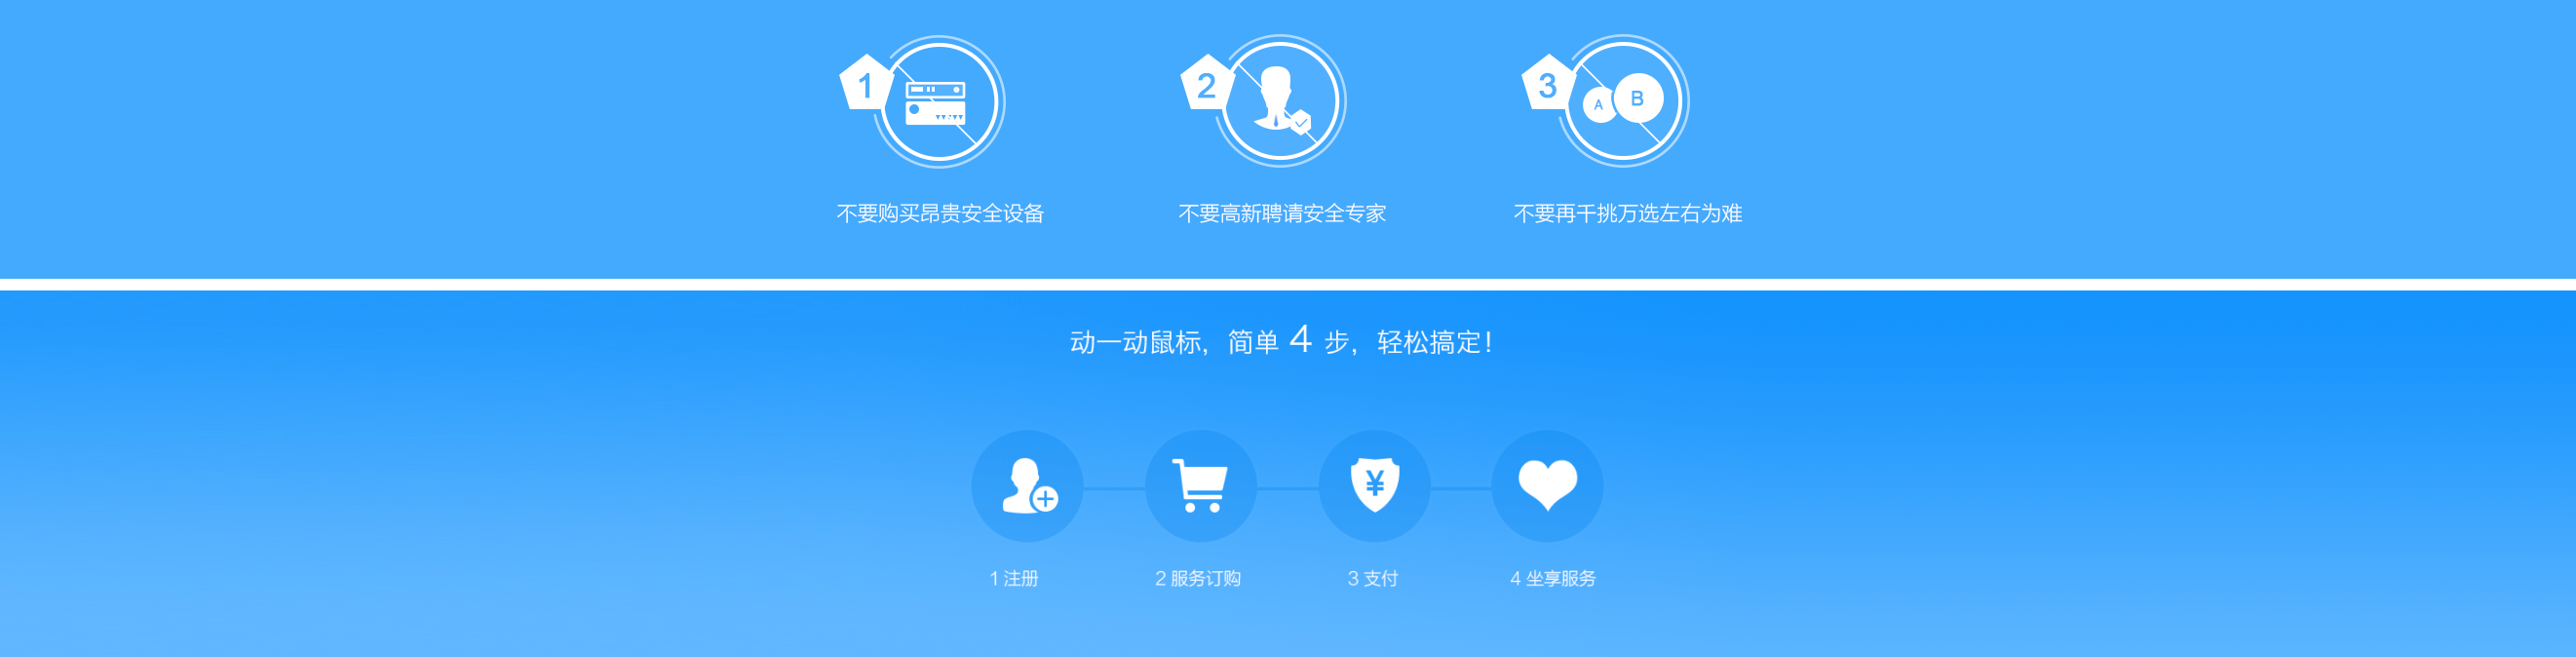 1
2
3
A
B
不要购买昂贵安全设备
不要高新聘请安全专家
不要再千挑万选左右为难
动一动鼠标，简单 4 步，轻松搞定！
¥
1 注册
2 服务订购
3 支付
4 坐享服务